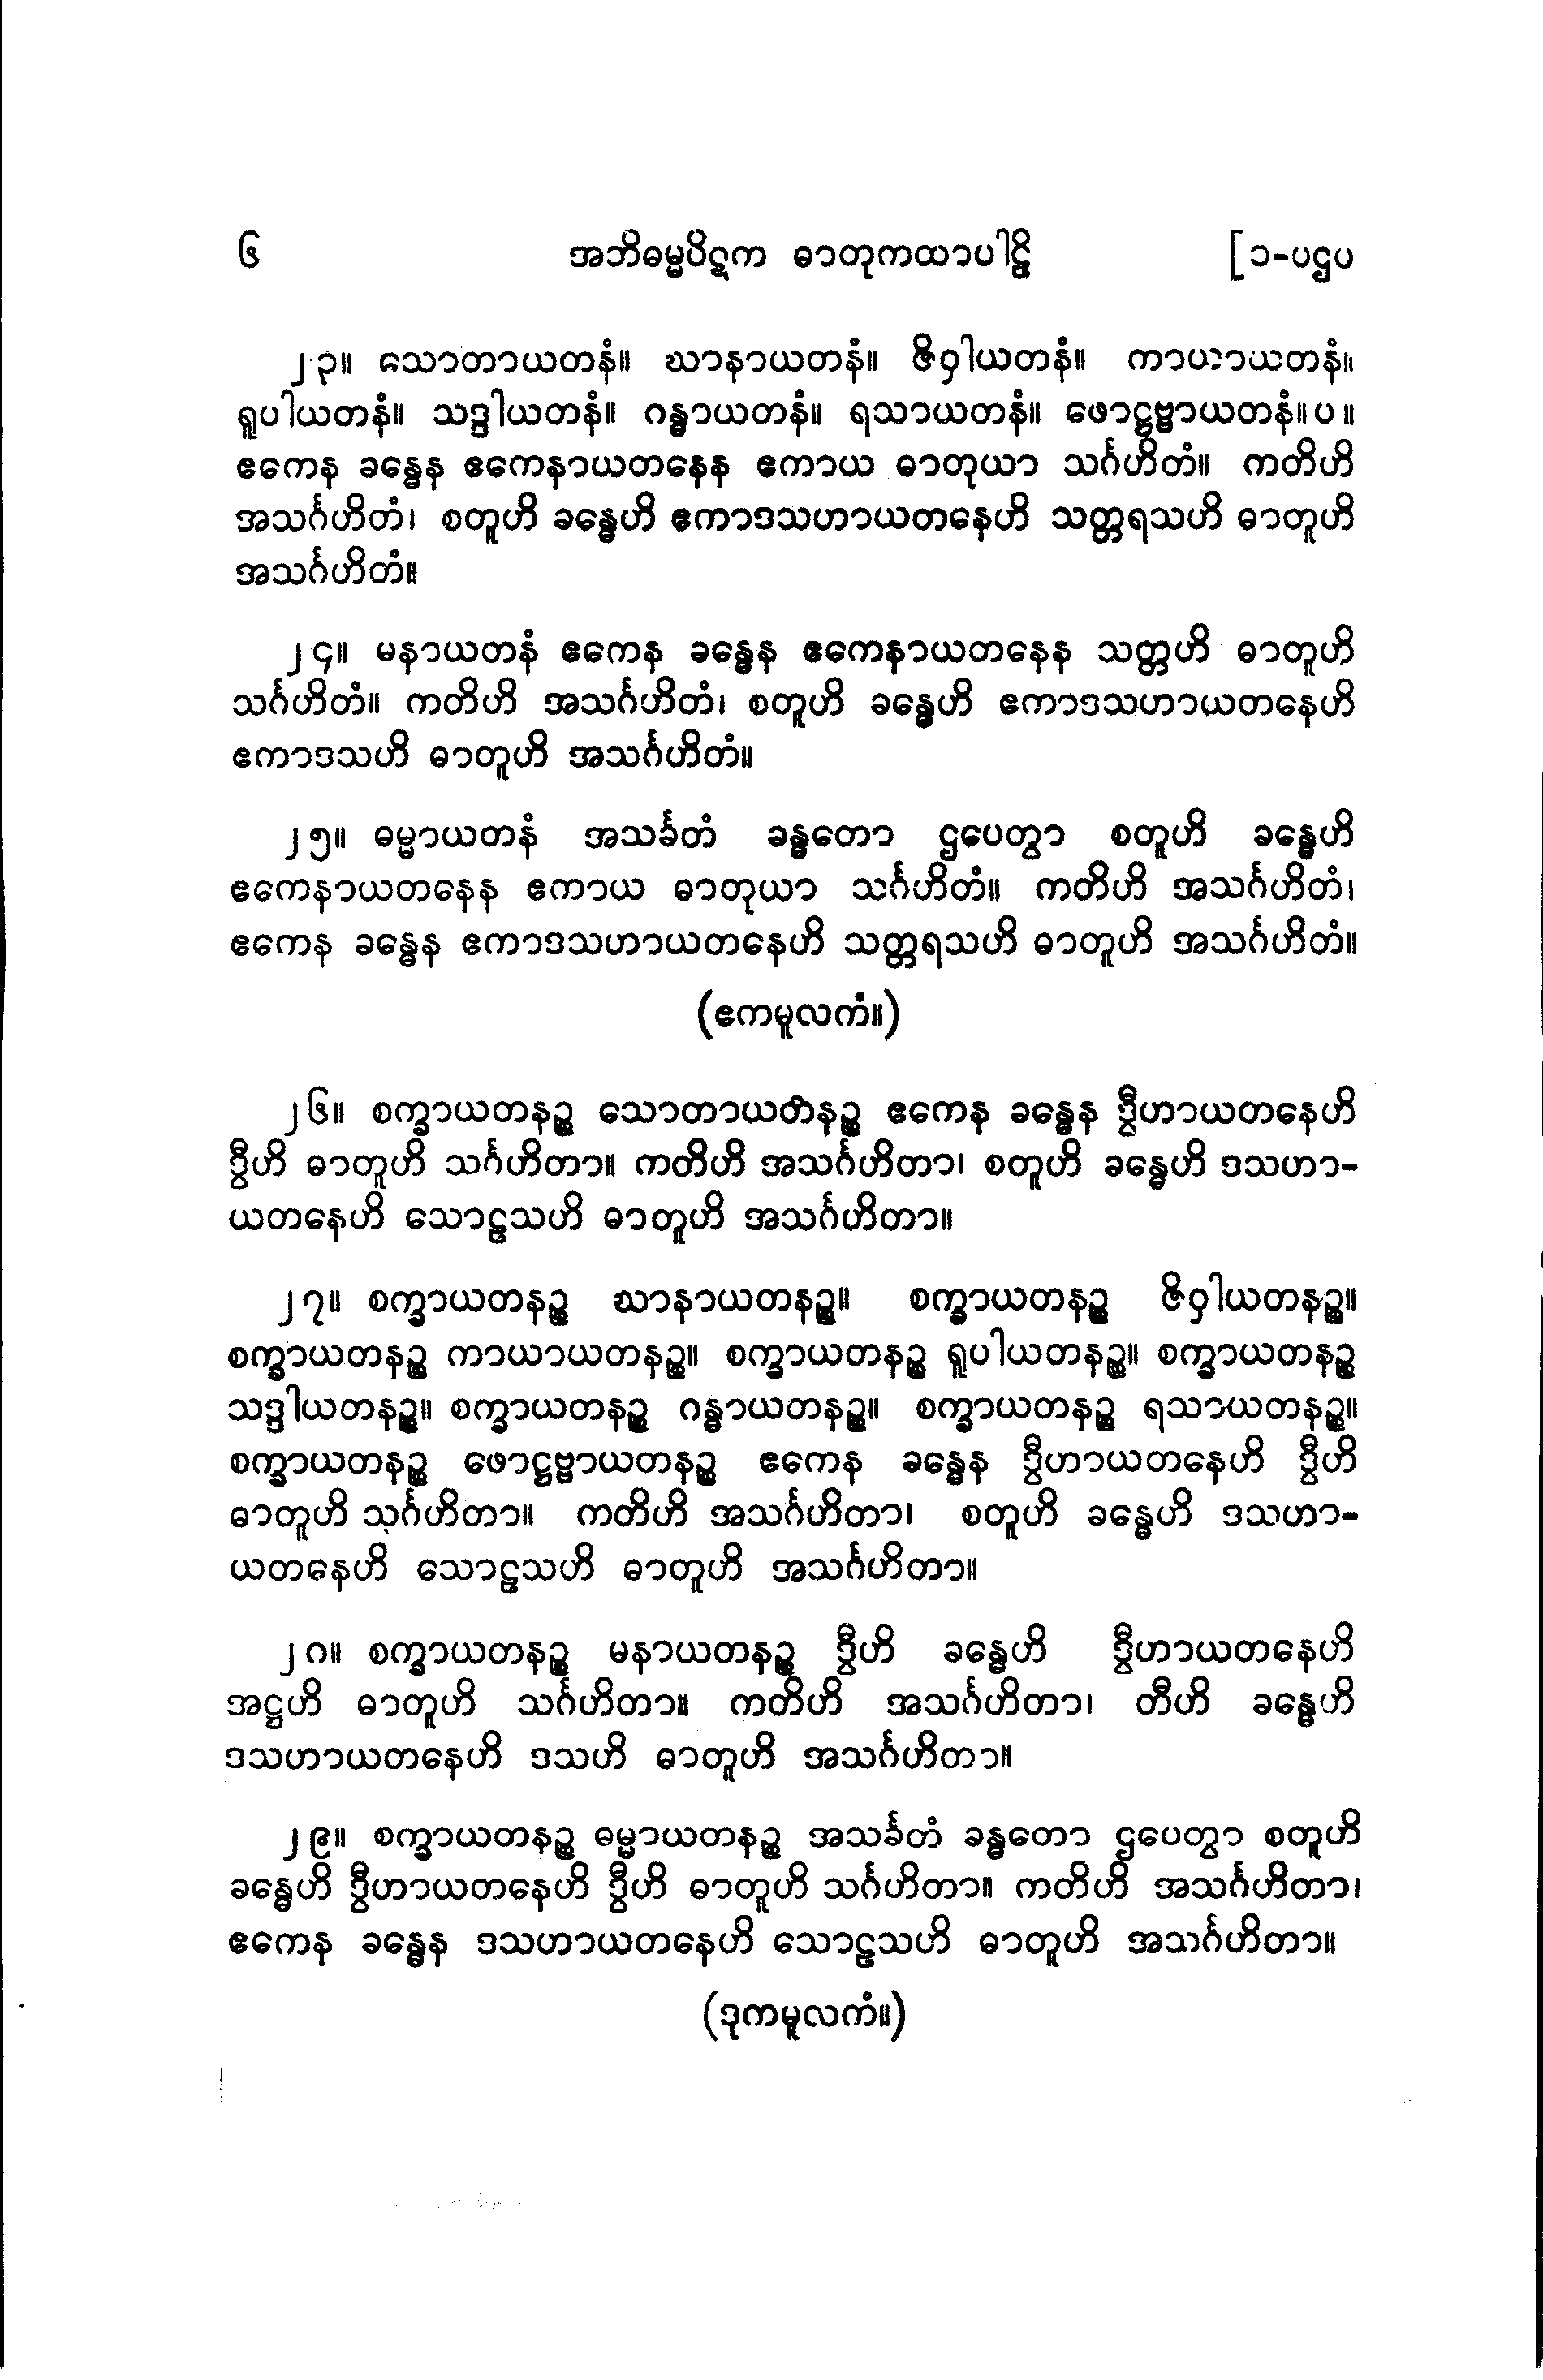 ၆ အဘိဓမ္မပိဋက ဓာတုကထာပါဠိ [၁-ပဌပ
၂၃။ သောတာယတနံ။ ဃာနာယတနံ။ ဇိဝှါယတနံ။ ကာယာယတနံ။
ရူပါယတနံ။ သဒ္ဒါယတနံ။ ဂန္ဓာယတနံ။ ရသာယတနံ။ ဖောဋ္ဌဗ္ဗာယတနံ။ပ။
ဧကေန ခန္ဓေန ဧကေနာယတနေန ဧကာယ ဓာတုယာ သင်္ဂဟိတံ။ ကတိဟိ
အသင်္ဂဟိတံ၊ စတူဟိ ခန္ဓေဟိ ဧကာဒသဟာယတနေဟိ သတ္တရသဟိ ဓာတူဟိ
အသင်္ဂဟိတံ။
၂၄။ မနာယတနံ ဧကေန ခန္ဓေန ဧကေနာယတနေန သတ္တဟိ ဓာတူဟိ
သင်္ဂဟိတံ။ ကတိဟိ အသင်္ဂဟိတံ၊ စတူဟိ ခန္ဓေဟိ ဧကာဒသဟာယတနေဟိ
ဧကာဒသဟိ ဓာတူဟိ အသင်္ဂဟိတံ။
၂၅။ ဓမ္မာယတနံ အသင်္ခတံ ခန္ဓတော ဌပေတွာ စတူဟိ ခန္ဓေဟိ
ဧကေနာယတနေန ဧကာယ ဓာတုယာ သင်္ဂဟိတံ။ ကတိဟိ အသင်္ဂဟိတံ၊
ဧကေန ခန္ဓေန ဧကာဒသဟာယတနေဟိ သတ္တရသဟိ ဓာတူဟိ အသင်္ဂဟိတံ။
(ဧကမူလကံ။)
၂၆။ စက္ခာယတနဉ္စ သောတာယတနဉ္စ ဧကေန ခန္ဓေန ဒွီဟာယတနေဟိ
ဒွီဟိ ဓာတူဟိ သင်္ဂဟိတာ။ ကတိဟိ အသင်္ဂဟိတာ၊ စတူဟိ ခန္ဓေဟိ ဒသဟာ-
ယတနေဟိ သောဠသဟိ ဓာတူဟိ အသင်္ဂဟိတာ။
၂၇။ စက္ခာယတနဉ္စ ဃာနာယတနဉ္စ။ စက္ခာယတနဉ္စ ဇိဝှါယတနဉ္စ။
စက္ခာယတနဉ္စ ကာယာယတနဉ္စ။ စက္ခာယတနဉ္စ ရူပါယတနဉ္စ။ စက္ခာယတနဉ္စ
သဒ္ဒါယတနဉ္စ။ စက္ခာယတနဉ္စ ဂန္ဓာယတနဉ္စ။ စက္ခာယတနဉ္စ ရသာယတနဉ္စ။
စက္ခာယတနဉ္စ ဖောဋ္ဌဗ္ဗာယတနဉ္စ ဧကေန ခန္ဓေန ဒွီဟာယတနေဟိ ဒွီဟိ
ဓာတူဟိ သင်္ဂဟိတာ။ ကတိဟိ အသင်္ဂဟိတာ၊ စတူဟိ ခန္ဓေဟိ ဒသဟာ-
ယတနေဟိ သောဠသဟိ ဓာတူဟိ အသင်္ဂဟိတာ။
၂၈။ စက္ခာယတနဉ္စ မနာယတနဉ္စ ဒွီဟိ ခန္ဓေဟိ ဒွီဟာယတနေဟိ
အဋ္ဌဟိ ဓာတူဟိ သင်္ဂဟိတာ။ ကတိဟိ အသင်္ဂဟိတာ၊ တီဟိ ခန္ဓေဟိ
ဒသဟာယတနေဟိ ဒသဟိ ဓာတူဟိ အသင်္ဂဟိတာ။
၂၉။ စက္ခာယတနဉ္စ ဓမ္မာယတနဉ္စ အသင်္ခတံ ခန္ဓတော ဌပေတွာ စတူဟိ
ခန္ဓေဟိ ဒွီဟာယတနေဟိ ဒွီဟိ ဓာတူဟိ သင်္ဂဟိတာ။ ကတိဟိ အသင်္ဂဟိတာ၊
ဧကေန ခန္ဓေန ဒသဟာယတနေဟိ သောဠသဟိ ဓာတူဟိ အသင်္ဂဟိတာ။
(ဒုကမူလကံ။)